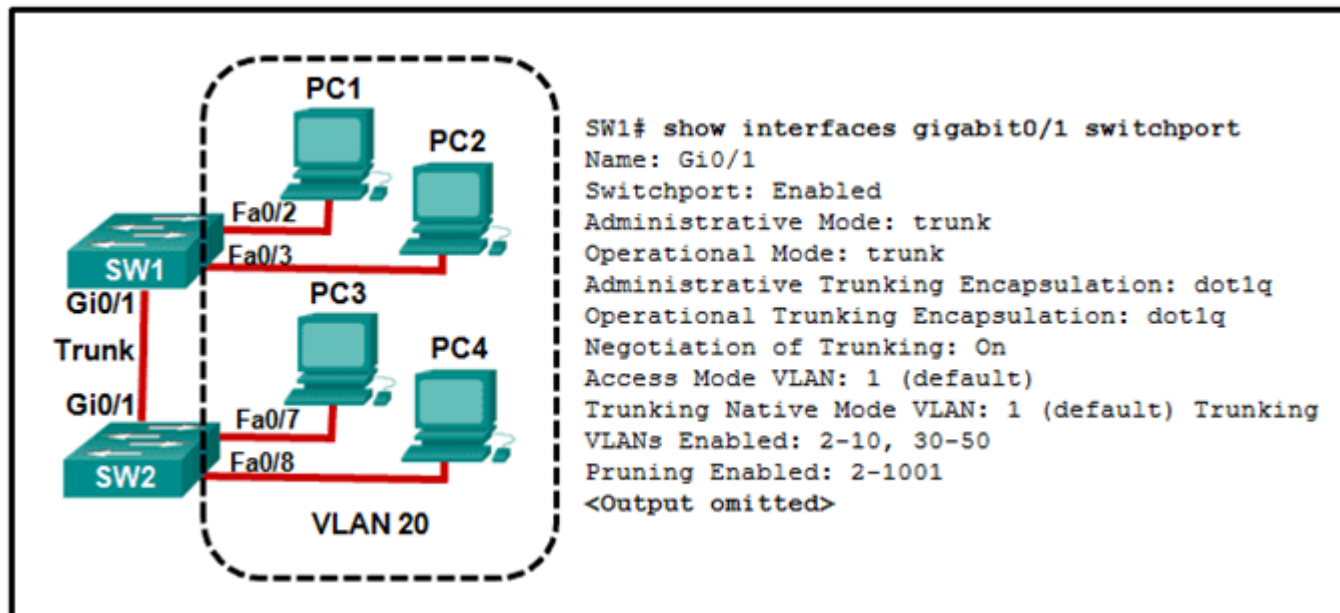 PC1
PC2
Fa0/2
Fa0/3
SW1
Gi0/1
Trunk
Gi0/1
SW2
PC3
PC4
Fa0/7
Fa0/8
VLAN 20
SW1# show interfaces gigabit0/1 switchport
Name: Gi0/1
Switchport: Enabled
Administrative Mode: trunk
Operational Mode: trunk
Administrative Trunking Encapsulation: dot1q
Operational Trunking Encapsulation: dot1q
Negotiation of Trunking: On
Access Mode VLAN: 1 (default)
Trunking Native Mode VLAN: 1 (default) Trunking
VLANs Enabled: 2-10, 30-50
Pruning Enabled: 2-1001
<Output omitted>